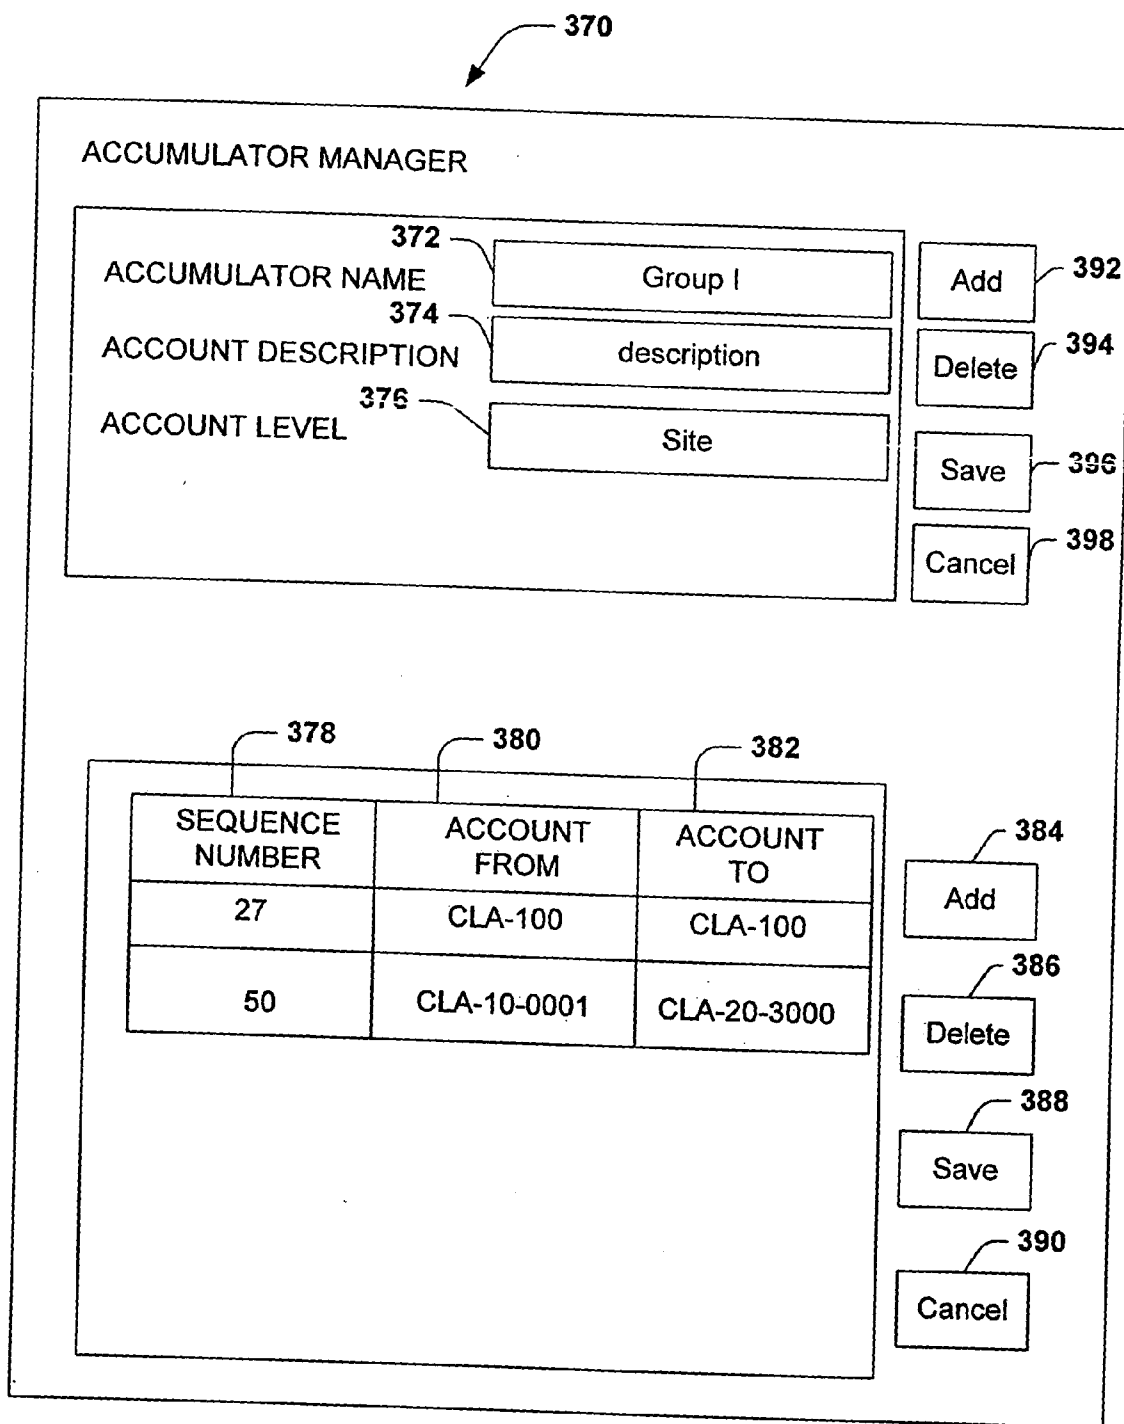 370
ACCUMULATOR MANAGER
372
ACCUMULATOR NAME
Group I
Add
392
374
ACCOUNT DESCRIPTION
description
Delete
394
376
ACCOUNT LEVEL
Site
Save
396
Cancel
398
378
380
382
SEQUENCE
NUMBER
ACCOUNT
FROM
ACCOUNT
TO
27
CLA-100
CLA-100
50
CLA-10-0001
CLA-20-3000
384
Add
386
Delete
388
Save
390
Cancel